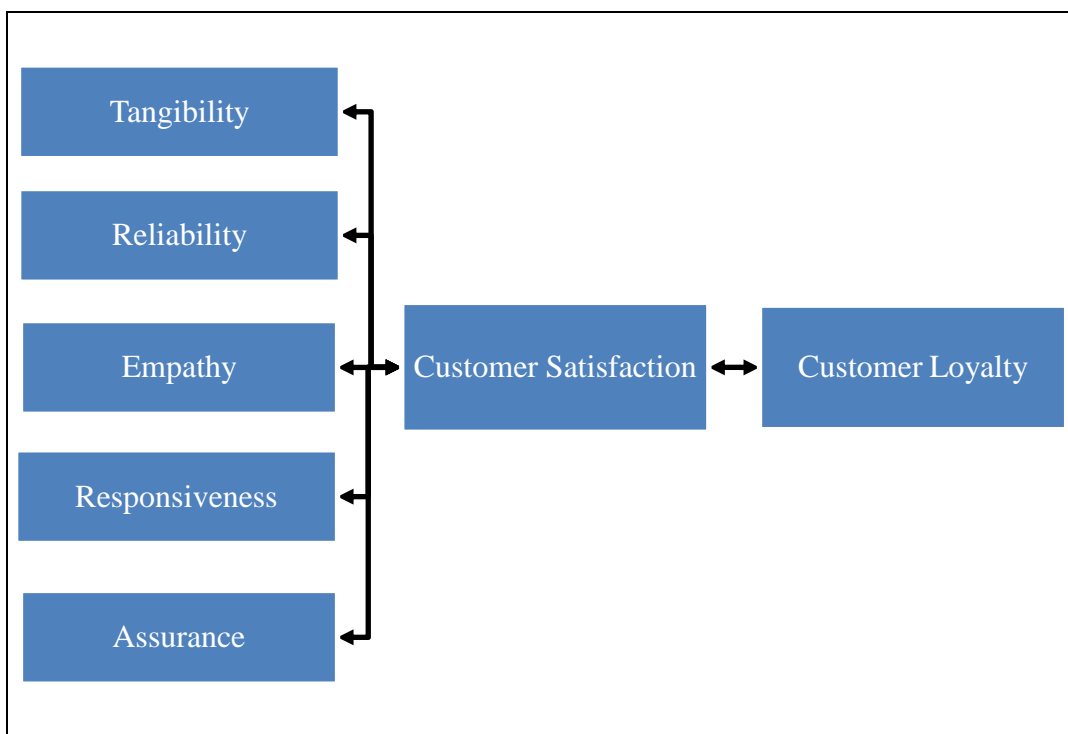 Tangibility
Reliability
Empathy
Customer Satisfaction
Customer Loyalty
Responsiveness
Assurance